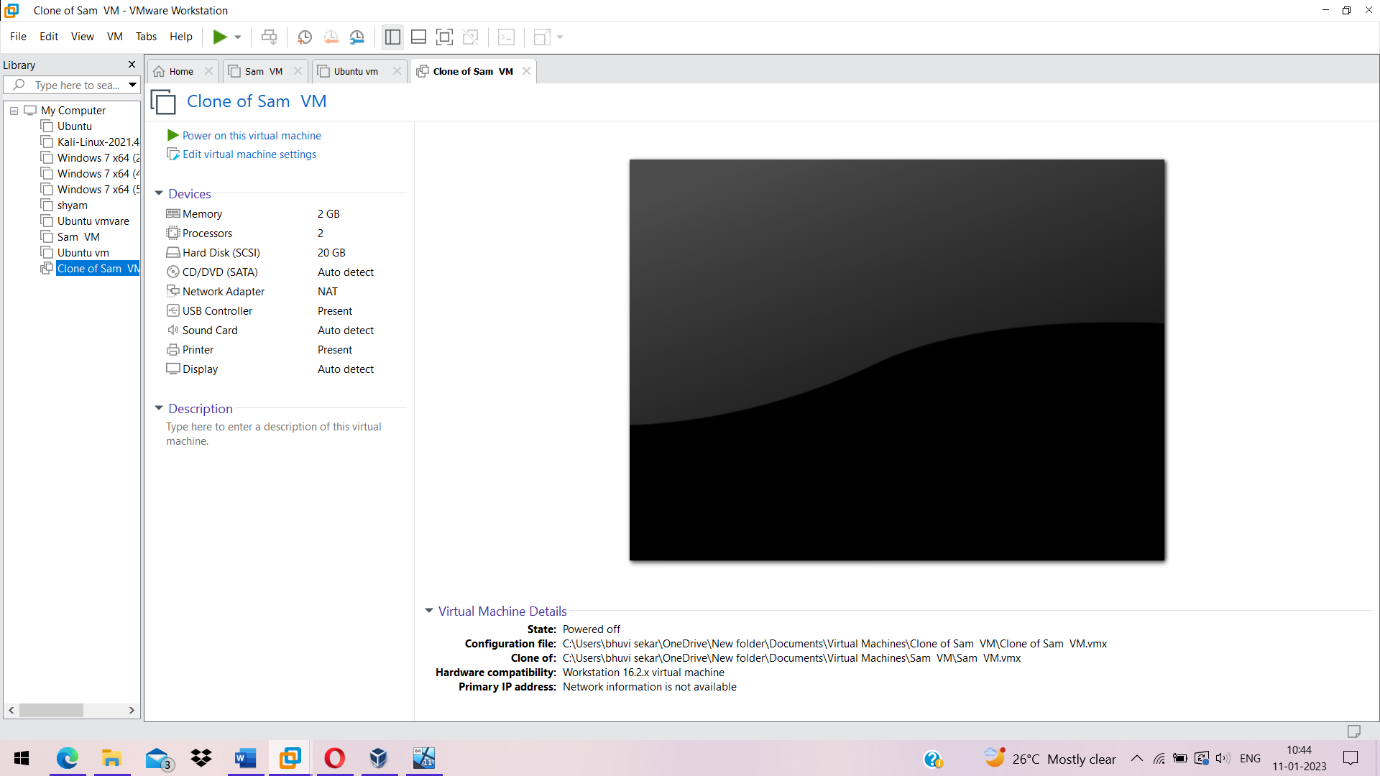 Clone of Sam  VM - VMware Workstation
File Edit View VM Tabs Help
Library
Type here to sea...
Home Sam  VM Ubuntu vm Clone of Sam  VM
My Computer
Ubuntu
Kali-Linux-2021.4
Windows 7 x64 (2
Windows 7 x64 (4
Windows 7 x64 (5
shyam
Ubuntu vmvare
Sam  VM
Ubuntu vm
Clone of Sam  VM
Clone of Sam  VM
Power on this virtual machine
Edit virtual machine settings
Devices
Memory 2 GB
Processors 2
Hard Disk (SCSI) 20 GB
CD/DVD (SATA) Auto detect
Network Adapter NAT
USB Controller Present
Sound Card Auto detect
Printer Present
Display Auto detect
Description
Type here to enter a description of this virtual
machine.
Virtual Machine Details
State: Powered off
Configuration file: C:\Users\bhuvi sekar\OneDrive\New folder\Documents\Virtual Machines\Clone of Sam  VM\Clone of Sam  VM.vmx
Clone of: C:\Users\bhuvi sekar\OneDrive\New folder\Documents\Virtual Machines\Sam  VM\Sam  VM.vmx
Hardware compatibility: Workstation 16.2.x virtual machine
Primary IP address: Network information is not available
3
26°C Mostly clear
ENG
10:44
11-01-2023